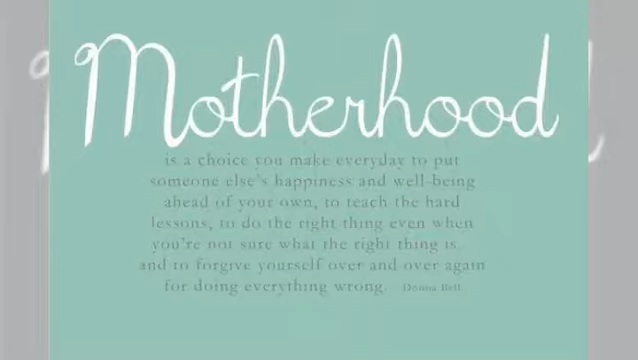 Motherhood
is a choice you make everyday to put
someone else's happiness and well-being
ahead of your own, to teach the hard
lessons, to do the right thing even when
you're not sure what the right thing is...
and to forgive yourself over and over again
for doing everything wrong. Donna Ball